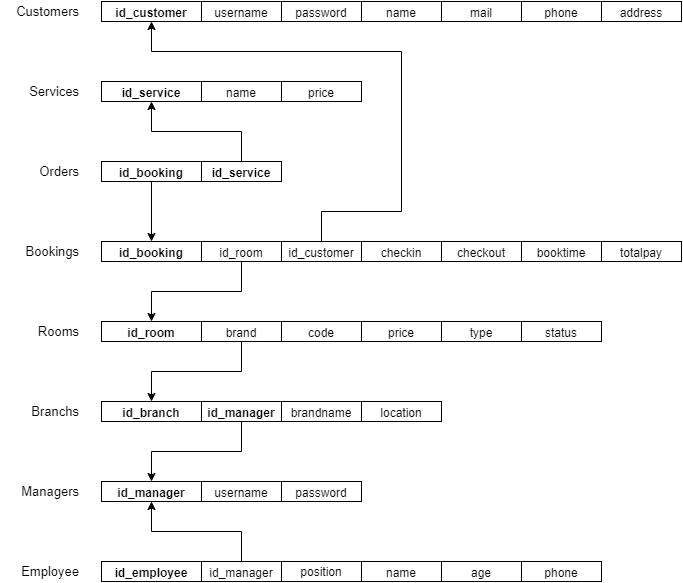 Customers id_customer username password name mail phone address
Services id_service name price
Orders id_booking id_service
Bookings id_booking id_room id_customer checkin checkout booktime totalpay
Rooms id_room brand code price type status
Branchs id_branch id_manager brandname location
Managers id_manager username password
Employee id_employee id_manager position name age phone